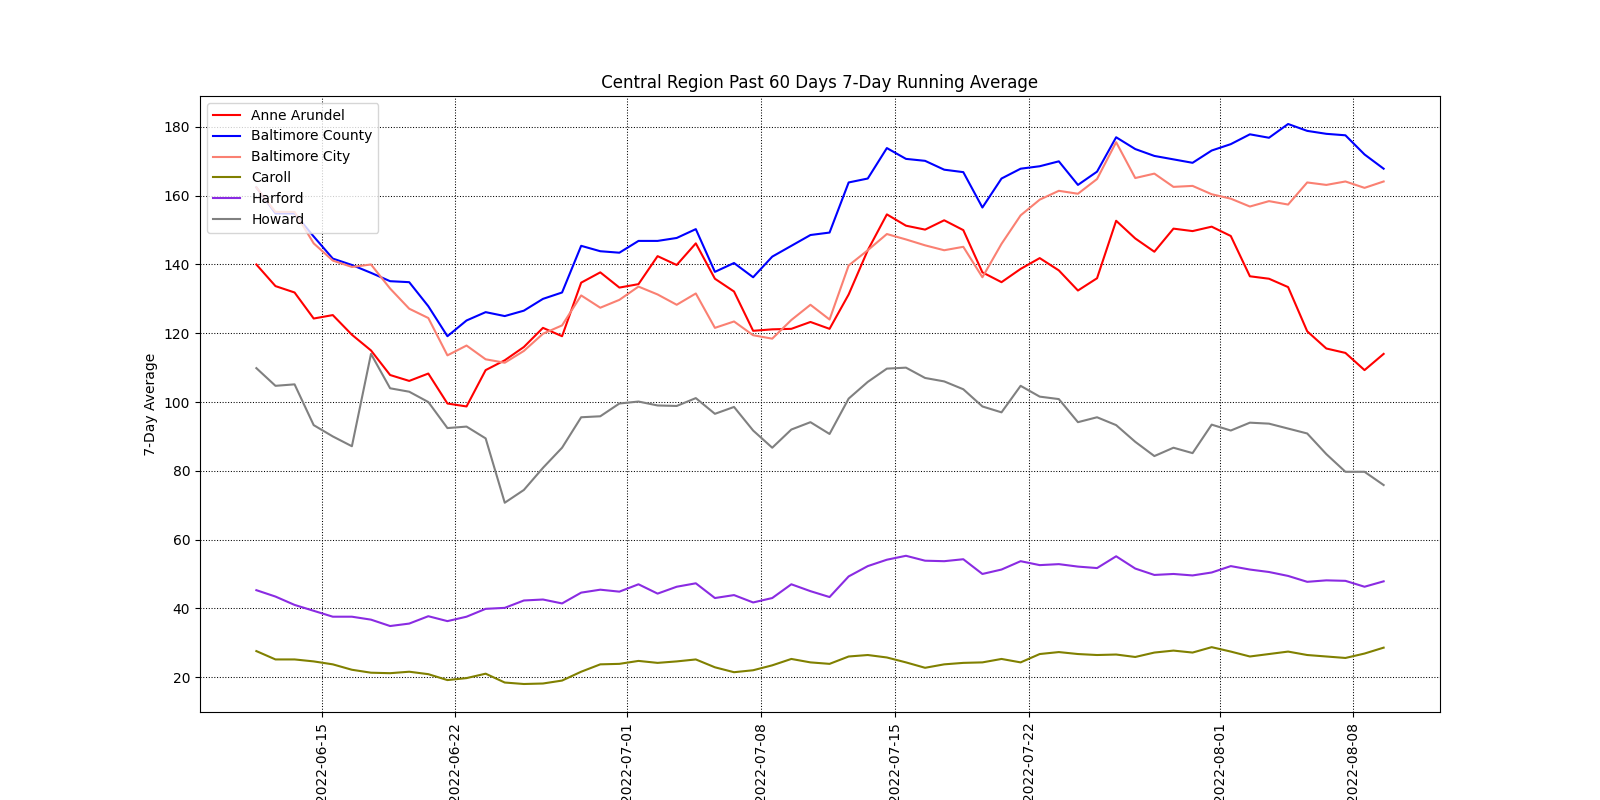 Central Region Past 60 Days 7-Day Running Average
Anne Arundel
Baltimore County
Baltimore City
Caroll
Harford
Howard
7-Day Average
180
160
140
120
100
80
60
40
20
2022-06-15
2022-06-22
2022-07-01
2022-07-08
2022-07-15
2022-07-22
2022-08-01
2022-08-08